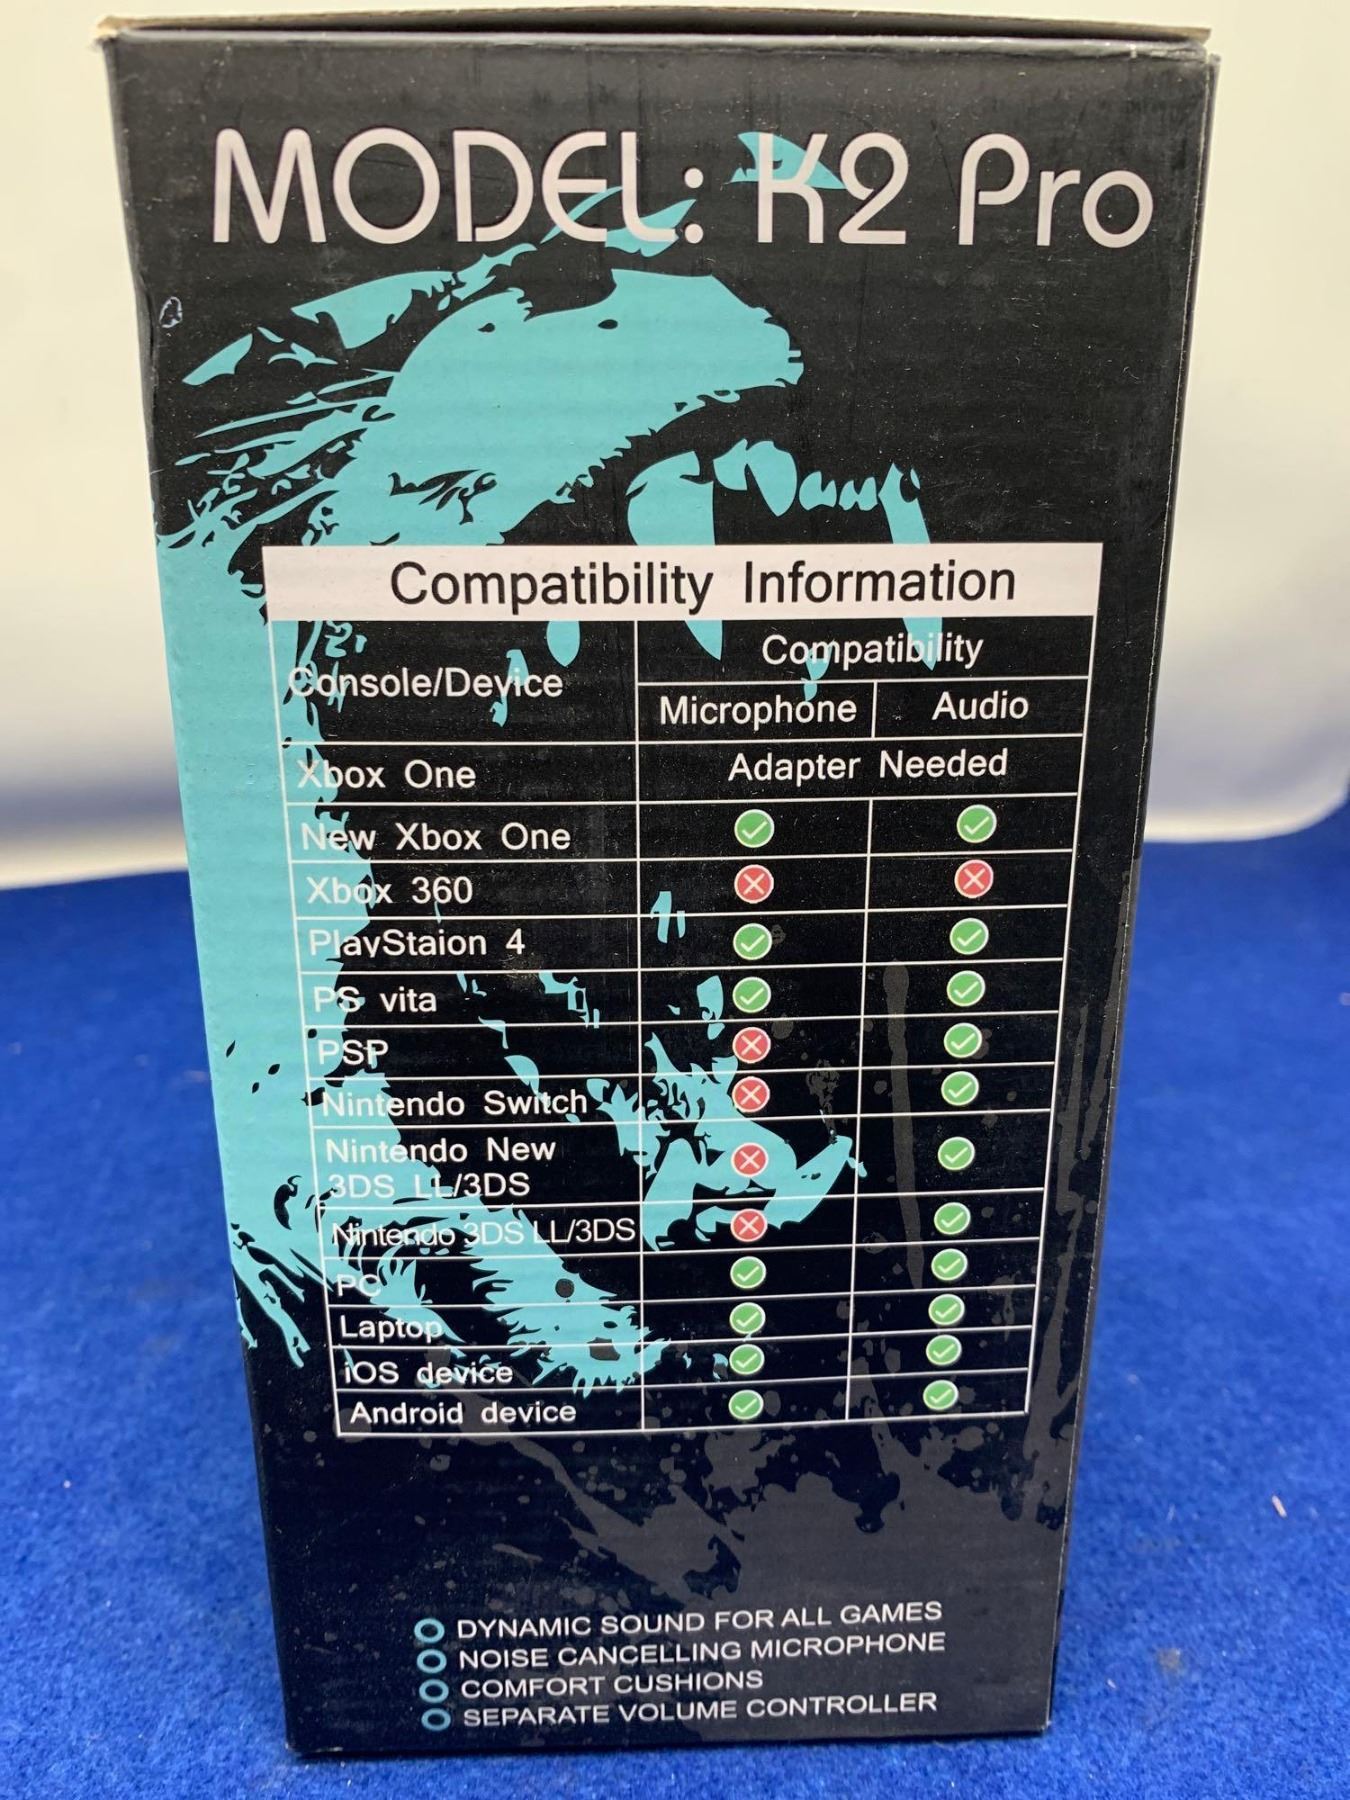 MODEL: K2 Pro
Compatibility Information
Console/Device
Compatibility
Microphone Audio
Xbox One Adapter Needed
New Xbox One
Xbox 360
PlayStaion 4
PS vita
PSP
Nintendo Switch
Nintendo New
3DS LL/3DS
Nintendo 3DS LL/3DS
PC
Laptop
iOS device
Android device
DYNAMIC SOUND FOR ALL GAMES
NOISE CANCELLING MICROPHONE
COMFORT CUSHIONS
SEPARATE VOLUME CONTROLLER